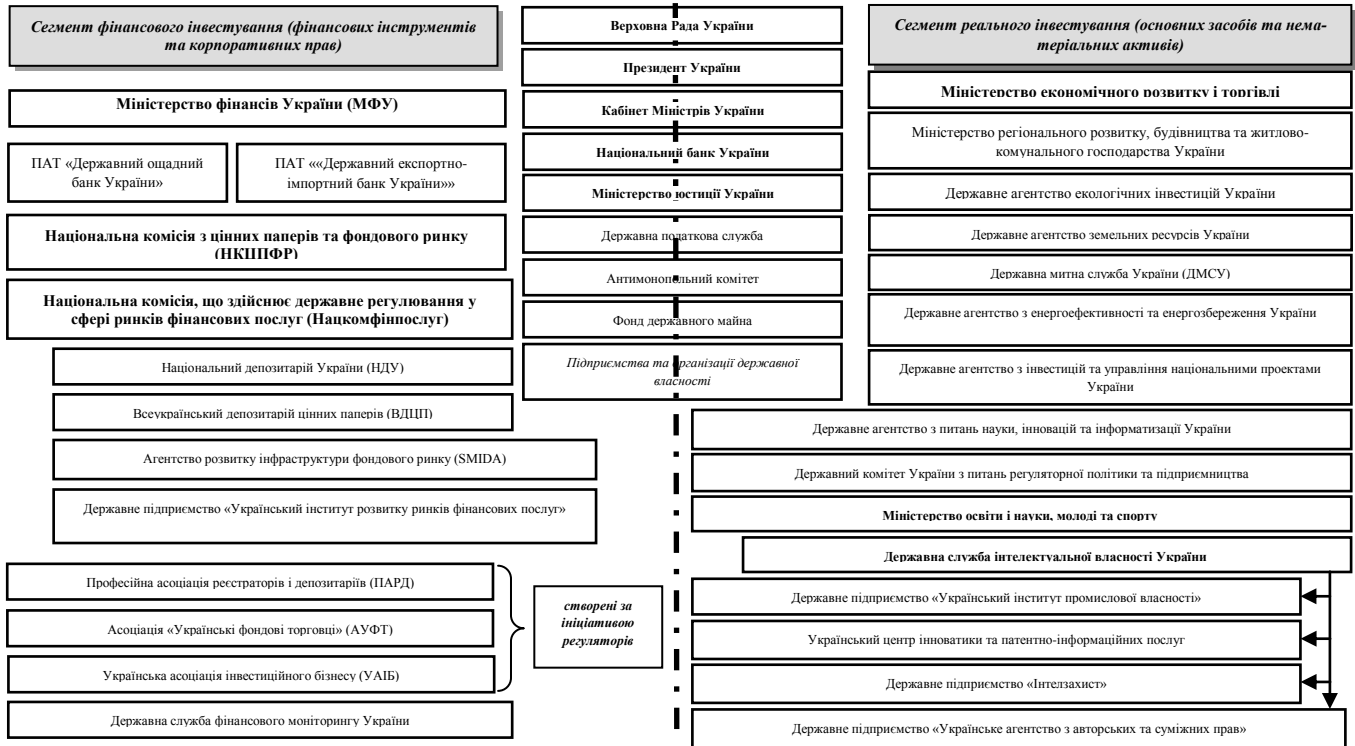 Сегмент фінансового інвестування (фінансових інструментів
та корпоративних прав)
Міністерство фінансів України (МФУ)
ПАТ «Державний ощадний
банк України»
ПАТ ««Державний експортно-
імпортний банк України»»
Національна комісія з цінних паперів та фондового ринку
(НКЦПФР)
Національна комісія, що здійснює державне регулювання у
сфері ринків фінансових послуг (Нацкомфінпослуг)
Національний депозитарій України (НДУ)
Всеукраїнський депозитарій цінних паперів (ВДЦП)
Агентство розвитку інфраструктури фондового ринку (SMIDA)
Державне підприємство «Український інститут розвитку ринків фінансових послуг»
Професійна асоціація реєстраторів і депозитаріїв (ПАРД)
Асоціація «Українські фондові торговці» (АУФТ)
Українська асоціація інвестиційного бізнесу (УАІБ)
Державна служба фінансового моніторингу України
створені за
ініціативою
регуляторів
Верховна Рада України
Президент України
Кабінет Міністрів України
Національний банк України
Міністерство юстиції України
Державна податкова служба
Антимонопольний комітет
Фонд державного майна
Підприємства та організації державної
власності
Сегмент реального інвестування (основних засобів та нема-
теріальних активів)
Міністерство економічного розвитку і торгівлі
Міністерство регіонального розвитку, будівництва та житлово-
комунального господарства України
Державне агентство екологічних інвестицій України
Державне агентство земельних ресурсів України
Державна митна служба України (ДМСУ)
Державне агентство з енергоефективності та енергозбереження України
Державне агентство з інвестицій та управління національними проектами
України
Державне агентство з питань науки, інновацій та інформатизації України
Державний комітет України з питань регуляторної політики та підприємництва
Міністерство освіти і науки, молоді та спорту
Державна служба інтелектуальної власності України
Державне підприємство «Український інститут промислової власності»
Український центр інноватики та патентно-інформаційних послуг
Державне підприємство «Інтелзахист»
Державне підприємство «Українське агентство з авторських та суміжних прав»